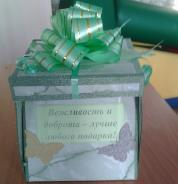 Вежливость и
доброта – лучше
любого подарка!